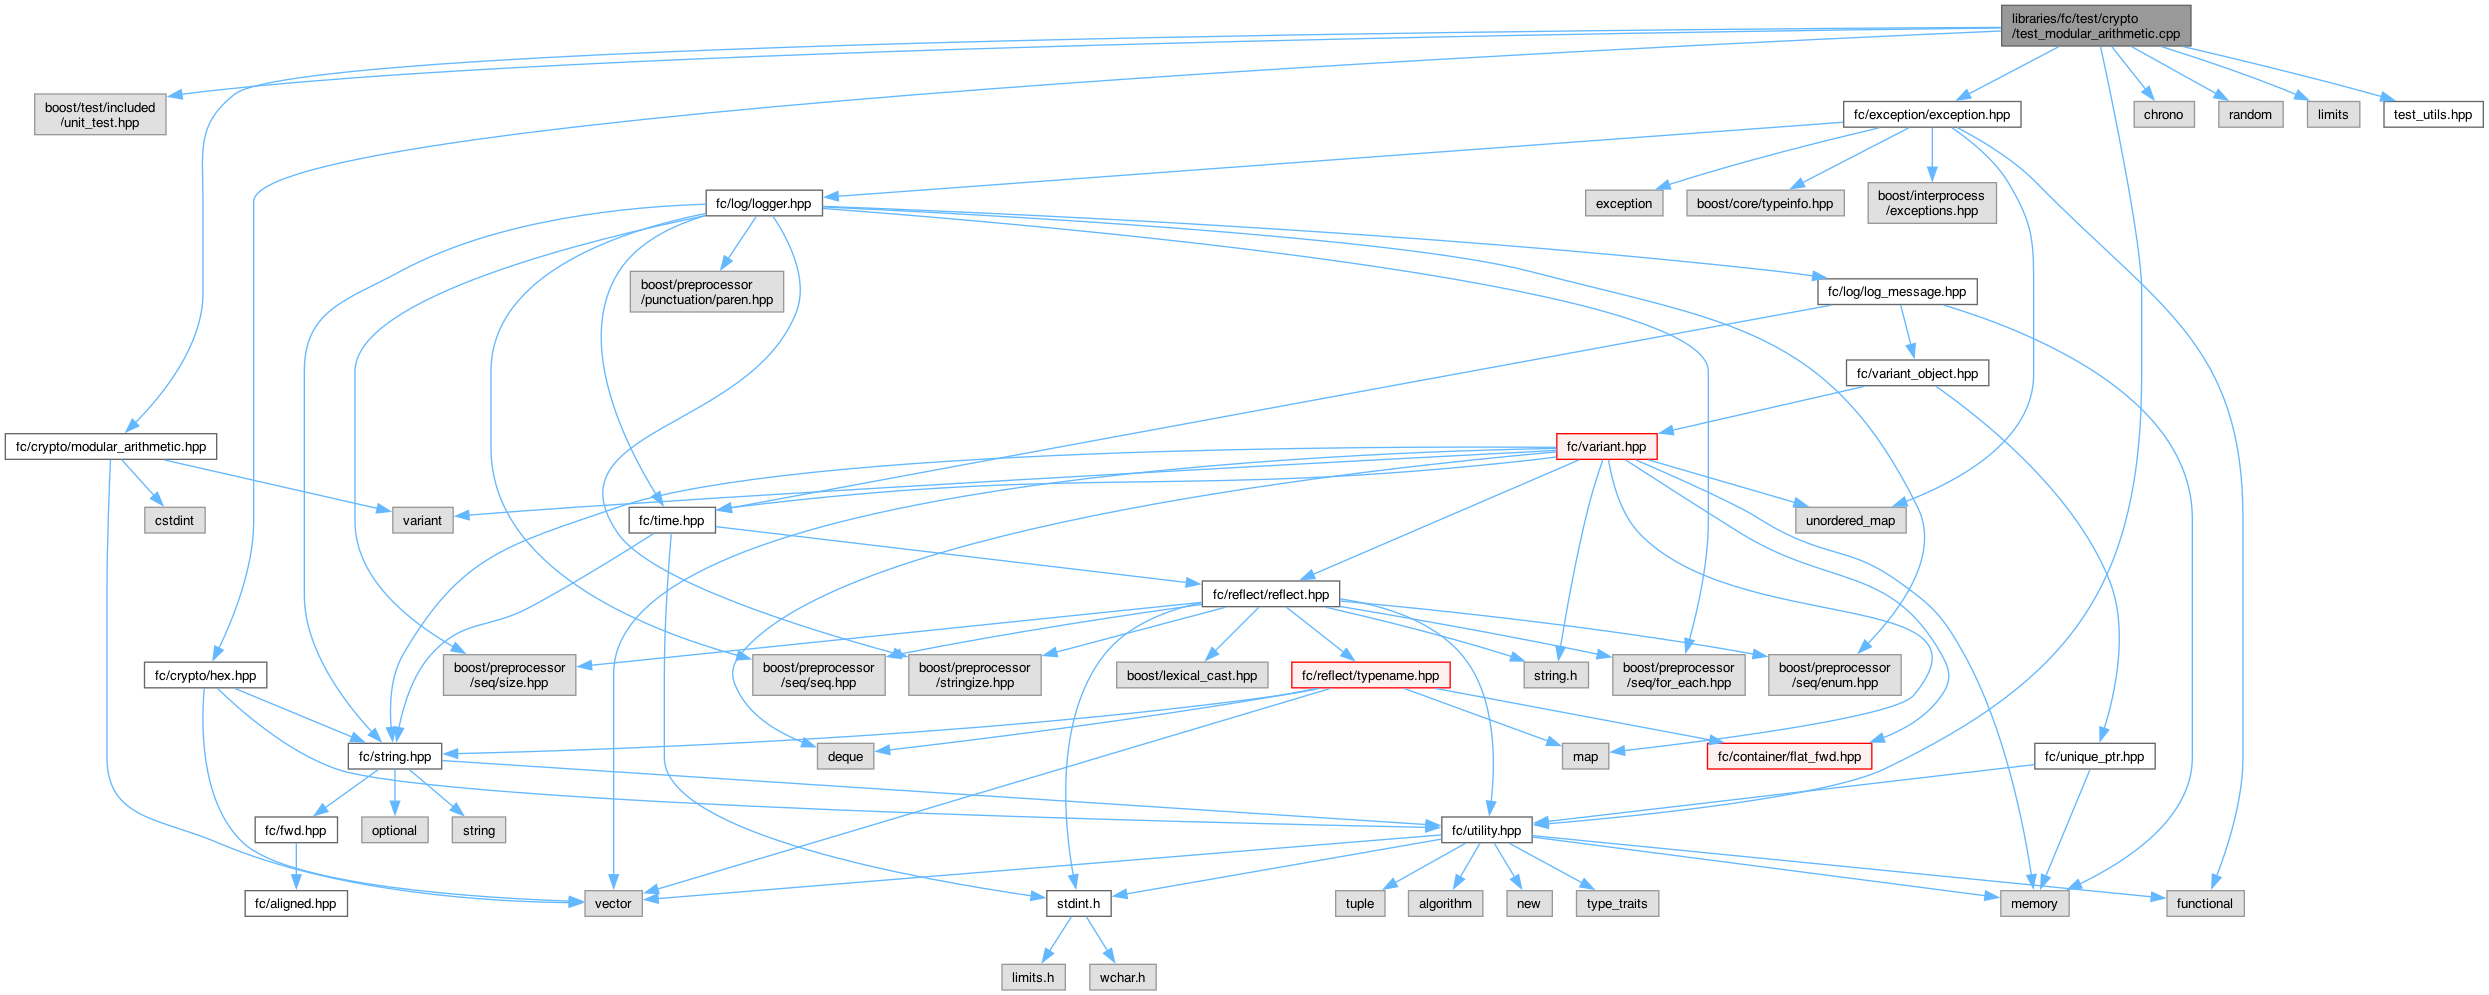 libraries/fc/test/crypto
/test_modular_arithmetic.cpp
boost/test/included
/unit_test.hpp
fc/exception/exception.hpp
chrono
random
limits
test_utils.hpp
fc/log/logger.hpp
exception
boost/core/typeinfo.hpp
boost/interprocess
/exceptions.hpp
boost/preprocessor
/punctuation/paren.hpp
fc/log/log_message.hpp
fc/variant_object.hpp
fc/crypto/modular_arithmetic.hpp
fc/variant.hpp
cstdint
variant
fc/time.hpp
unordered_map
fc/reflect/reflect.hpp
fc/crypto/hex.hpp
boost/preprocessor
/seq/size.hpp
boost/preprocessor
/seq/seq.hpp
boost/preprocessor
/stringize.hpp
boost/lexical_cast.hpp
fc/reflect/typename.hpp
string.h
boost/preprocessor
/seq/for_each.hpp
boost/preprocessor
/seq/enum.hpp
fc/string.hpp
deque
map
fc/container/flat_fwd.hpp
fc/unique_ptr.hpp
fc/fwd.hpp
optional
string
fc/utility.hpp
fc/aligned.hpp
vector
stdint.h
tuple
algorithm
new
type_traits
memory
functional
limits.h
wchar.h